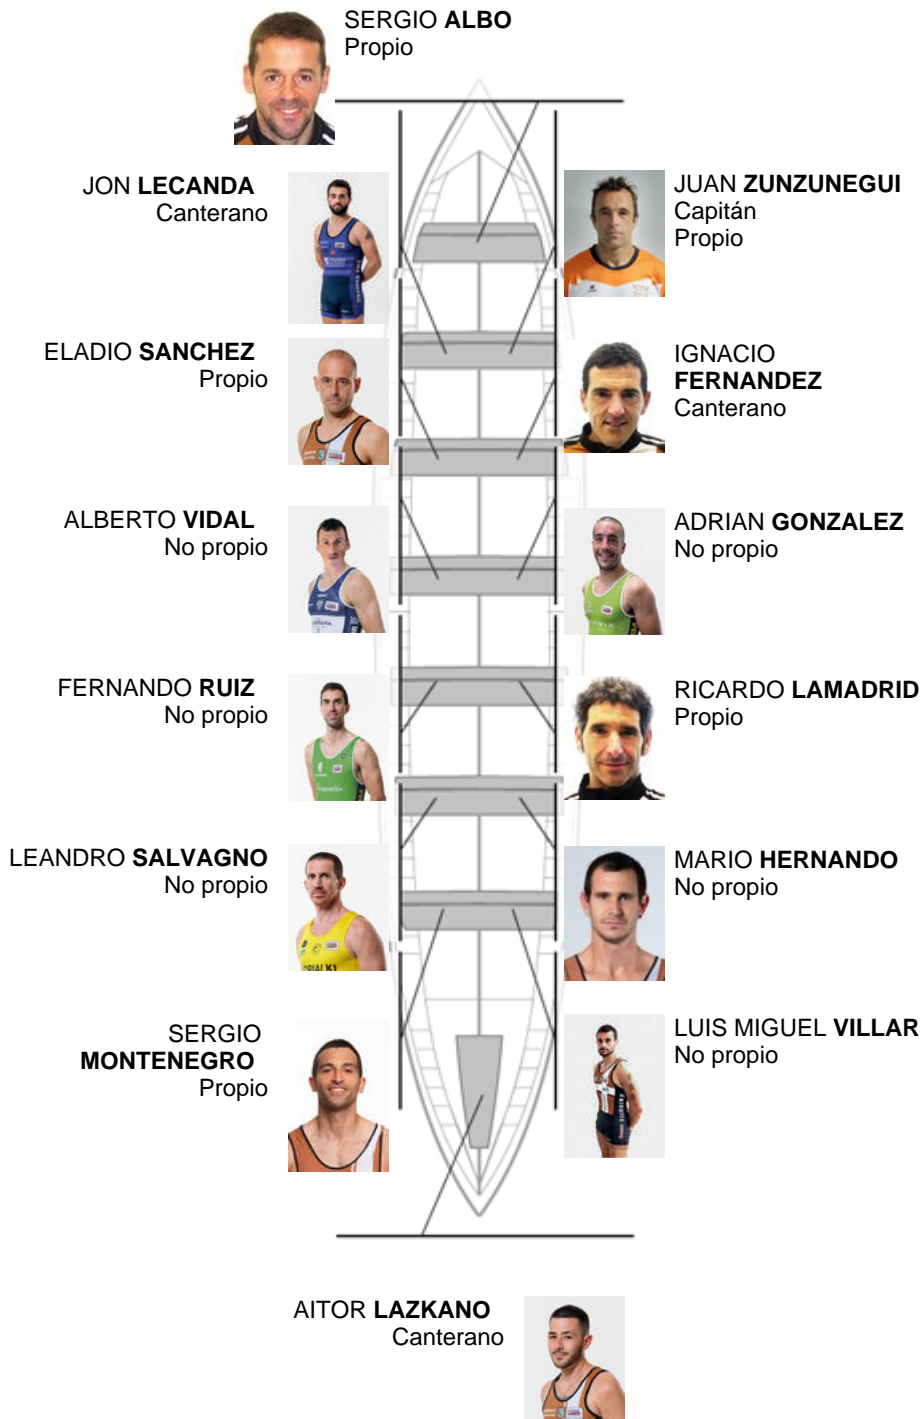 SERGIO ALBO
Propio
JON LECANDA
Canterano
JUAN ZUNZUNEGUI
Capitán
Propio
ELADIO SANCHEZ
Propio
IGNACIO
FERNANDEZ
Canterano
ALBERTO VIDAL
No propio
ADRIAN GONZALEZ
No propio
FERNANDO RUIZ
No propio
RICARDO LAMADRID
Propio
LEANDRO SALVAGNO
No propio
MARIO HERNANDO
No propio
SERGIO
MONTENEGRO
Propio
LUIS MIGUEL VILLAR
No propio
AITOR LAZKANO
Canterano